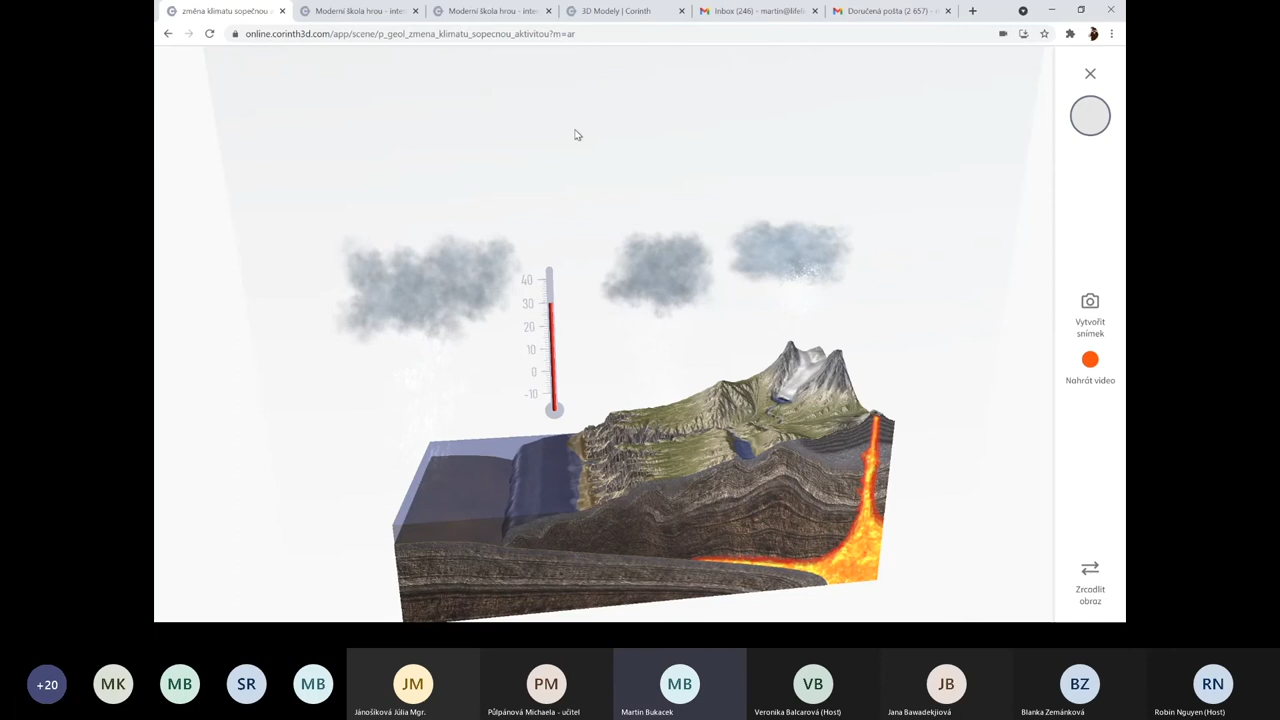 změna klimatu sopečnou a
Moderní škola hrou - inter
Moderní škola hrou - inter
3D Modely | Corinth
Inbox (246) - martin@lifeli
Doručená pošta (2 657) -
online.corinth3d.com/app/scene/p_geol_zmena_klimatu_sopecnou_aktivitou?m=ar
40
30
20
10
0
-10
Vytvořit
snímek
Nahrát video
Zrcadlit
obraz
+20
MK
MB
SR
MB
JM
PM
MB
VB
JB
BZ
RN
Jánošíková Júlia Mgr.
Půlpánová Michaela - učitel
Martin Bukacek
Veronika Balcarová (Host)
Jana Bawadekjiová
Blanka Zemánková
Robin Nguyen (Host)